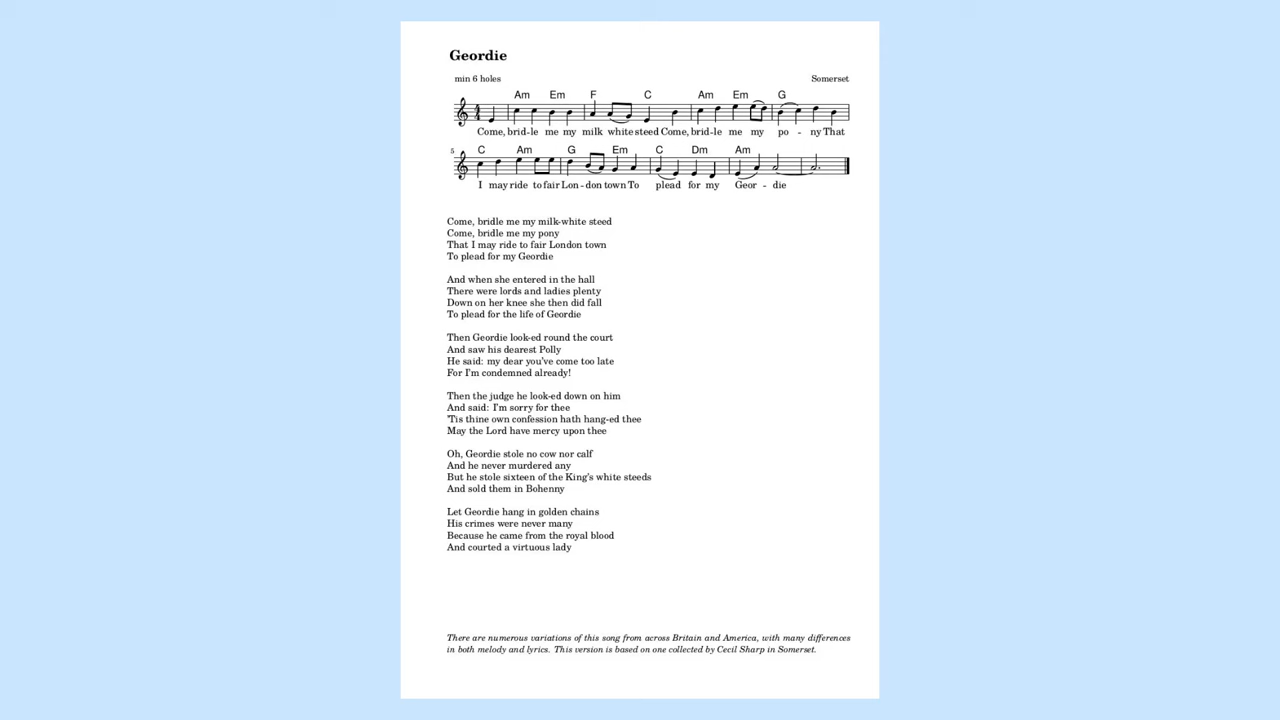 Geordie
min 6 holes
Somerset
Am Em F C Am Em G
4
4
Come, brid-le me my milk white steed Come, brid-le me my po - ny That
5
C Am G Em C Dm Am
I may ride to fair Lon-don town To plead for my Geor - die
Come, bridle me my milk-white steed
Come, bridle me my pony
That I may ride to fair London town
To plead for my Geordie
And when she entered in the hall
There were lords and ladies plenty
Down on her knee she then did fall
To plead for the life of Geordie
Then Geordie look-ed round the court
And saw his dearest Polly
He said: my dear you've come too late
For I'm condemned already!
Then the judge he look-ed down on him
And said: I'm sorry for thee
'Tis thine own confession hath hang-ed thee
May the Lord have mercy upon thee
Oh, Geordie stole no cow nor calf
And he never murdered any
But he stole sixteen of the King's white steeds
And sold them in Bohenny
Let Geordie hang in golden chains
His crimes were never many
Because he came from the royal blood
And courted a virtuous lady
There are numerous variations of this song from across Britain and America, with many differences
in both melody and lyrics. This version is based on one collected by Cecil Sharp in Somerset.